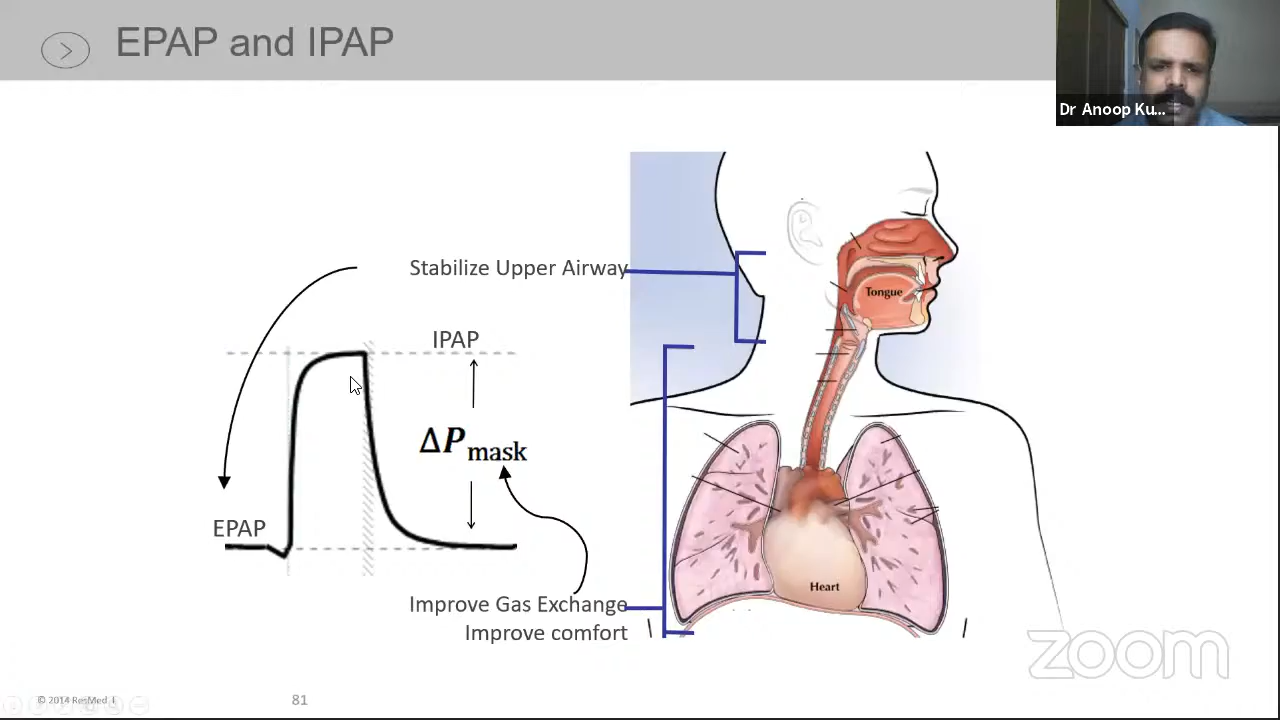 EPAP and IPAP
Dr Anoop Ku...
Stabilize Upper Airway
Tongue
IPAP
ΔPmask
EPAP
Heart
Improve Gas Exchange
Improve comfort
zoom
© 2014 ResMed
81